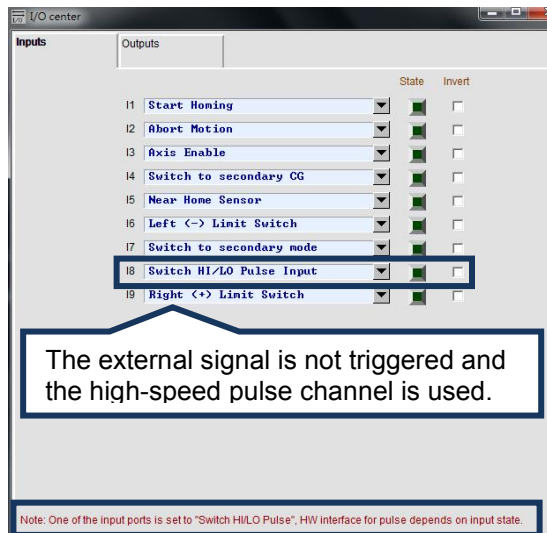 I/O center
Inputs
Outputs
State Invert
I1 Start Homing
I2 Abort Motion
I3 Axis Enable
I4 Switch to secondary CG
I5 Near Home Sensor
I6 Left (-) Limit Switch
I7 Switch to secondary mode
I8 Switch HI/LO Pulse Input
I9 Right (+) Limit Switch
The external signal is not triggered and
the high-speed pulse channel is used.
Note: One of the input ports is set to "Switch HI/LO Pulse", HW interface for pulse depends on input state.